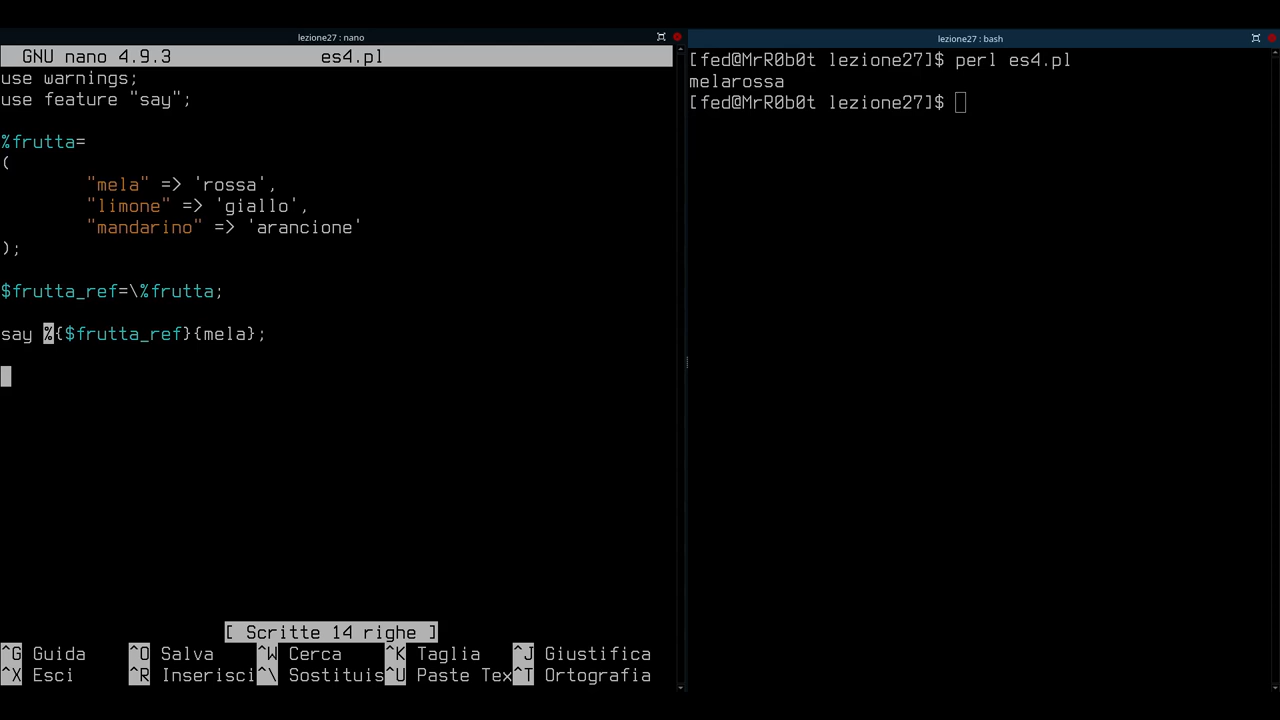 lezione27 : nano
GNU nano 4.9.3 es4.pl
use warnings;
use feature "say";
%frutta=
(
"mela" => 'rossa',
"limone" => 'giallo',
"mandarino" => 'arancione'
);
$frutta_ref=\%frutta;
say %{$frutta_ref}{mela};
[ Scritte 14 righe ]
^G Guida ^O Salva ^W Cerca ^K Taglia ^J Giustifica
^X Esci ^R Inserisci^\ Sostituis^U Paste Tex^T Ortografia
lezione27 : bash
[fed@MrR0b0t lezione27]$ perl es4.pl
melarossa
[fed@MrR0b0t lezione27]$